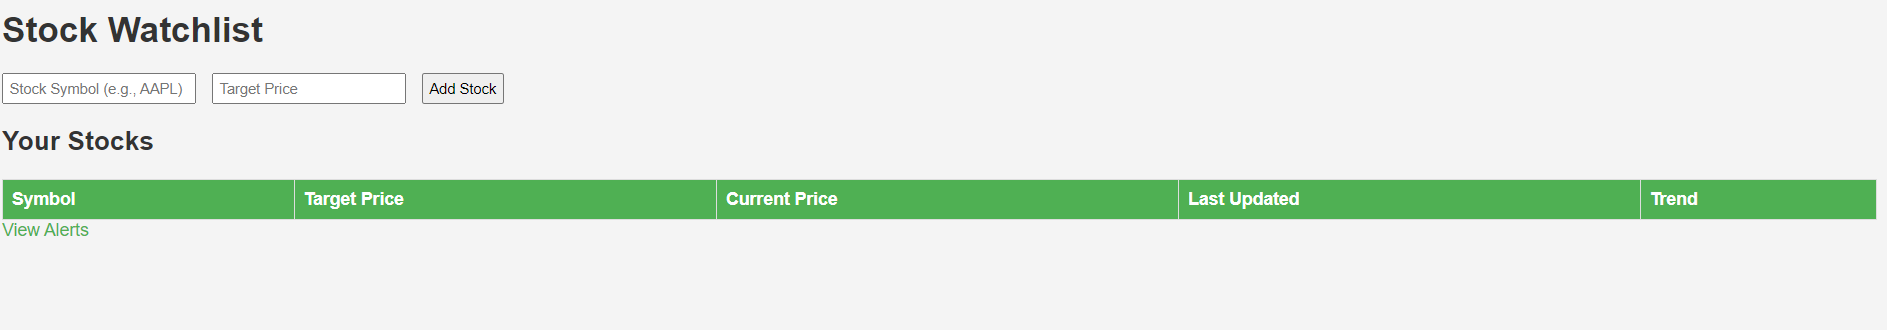 Stock Watchlist
Stock Symbol (e.g., AAPL) Target Price Add Stock
Your Stocks
Symbol Target Price Current Price Last Updated Trend
View Alerts